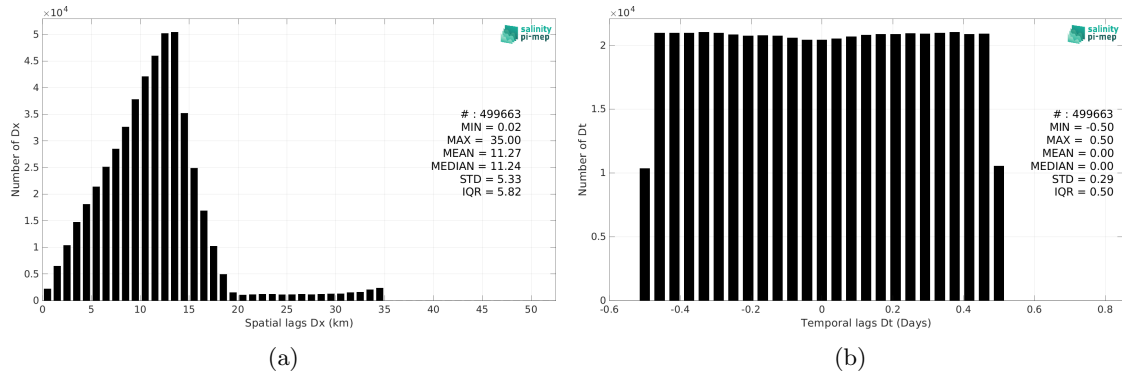 ×10⁴
5
4.5
4
3.5
3
2.5
2
1.5
1
0.5
0
Number of Dx
salinity
pi-mep
# : 499663
MIN = 0.02
MAX = 35.00
MEAN = 11.27
MEDIAN = 11.24
STD = 5.33
IQR = 5.82
0 5 10 15 20 25 30 35 40 45 50
Spatial lags Dx (km)
(a)
×10⁴
2
1.5
1
0.5
0
Number of Dt
salinity
pi-mep
# : 499663
MIN = -0.50
MAX = 0.50
MEAN = 0.00
MEDIAN = 0.00
STD = 0.29
IQR = 0.50
-0.6 -0.4 -0.2 0 0.2 0.4 0.6 0.8
Temporal lags Dt (Days)
(b)